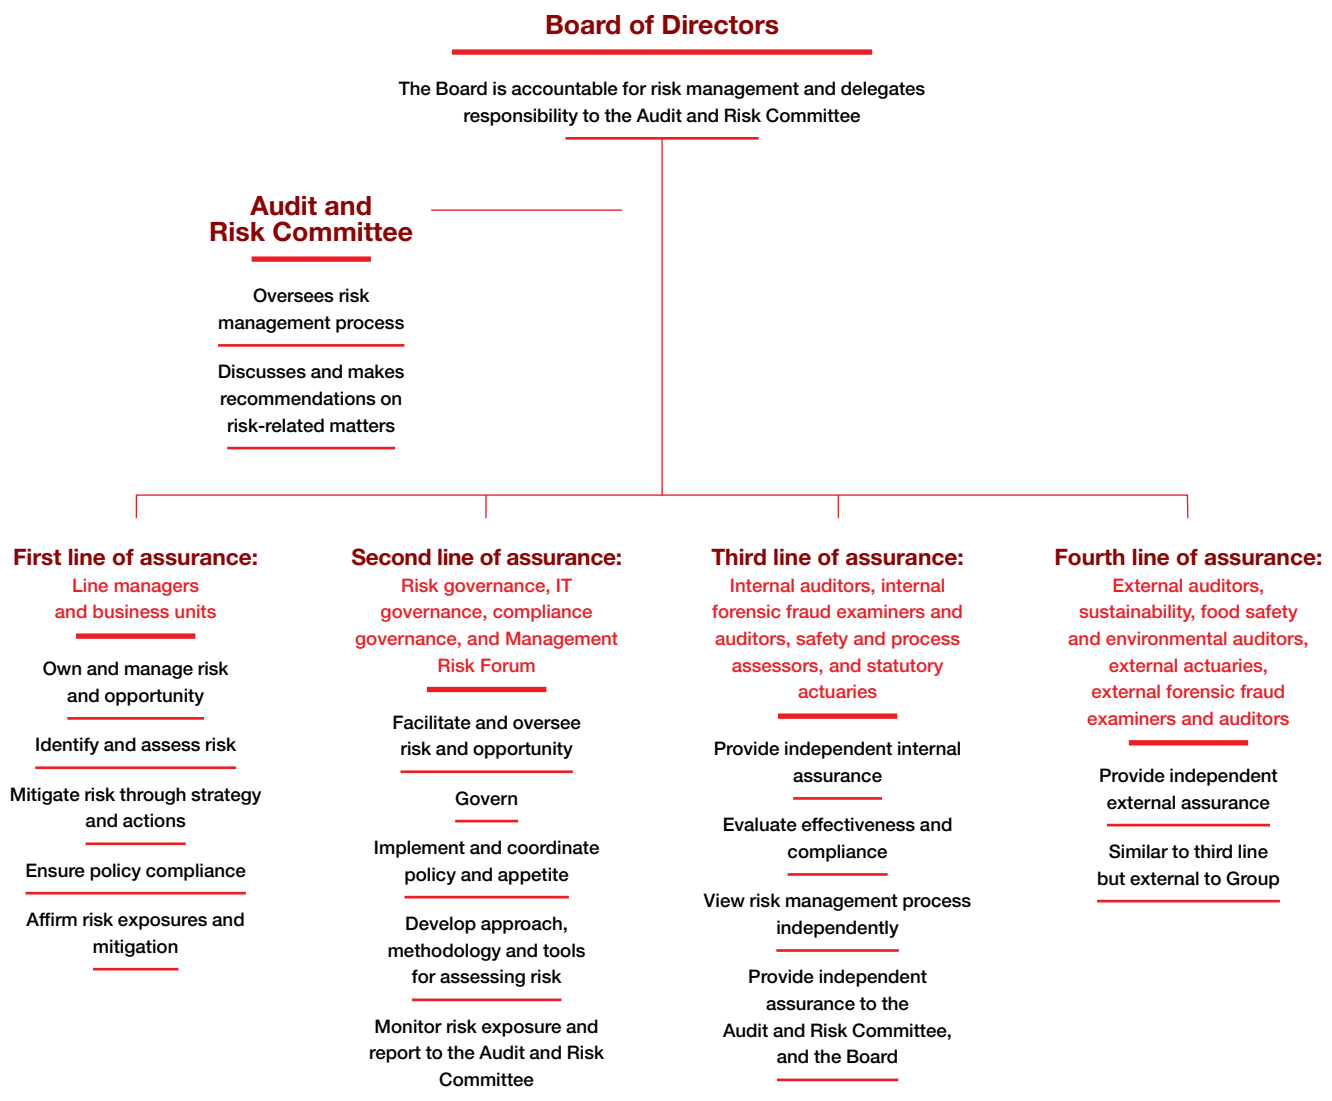 Board of Directors
The Board is accountable for risk management and delegates
responsibility to the Audit and Risk Committee
Audit and
Risk Committee
Oversees risk
management process
Discusses and makes
recommendations on
risk-related matters
First line of assurance:
Line managers
and business units
Own and manage risk
and opportunity
Identify and assess risk
Mitigate risk through strategy
and actions
Ensure policy compliance
Affirm risk exposures and
mitigation
Second line of assurance:
Risk governance, IT
governance, compliance
governance, and Management
Risk Forum
Facilitate and oversee
risk and opportunity
Govern
Implement and coordinate
policy and appetite
Develop approach,
methodology and tools
for assessing risk
Monitor risk exposure and
report to the Audit and Risk
Committee
Third line of assurance:
Internal auditors, internal
forensic fraud examiners and
auditors, safety and process
assessors, and statutory
actuaries
Provide independent internal
assurance
Evaluate effectiveness and
compliance
View risk management process
independently
Provide independent
assurance to the
Audit and Risk Committee,
and the Board
Fourth line of assurance:
External auditors,
sustainability, food safety
and environmental auditors,
external actuaries,
external forensic fraud
examiners and auditors
Provide independent
external assurance
Similar to third line
but external to Group